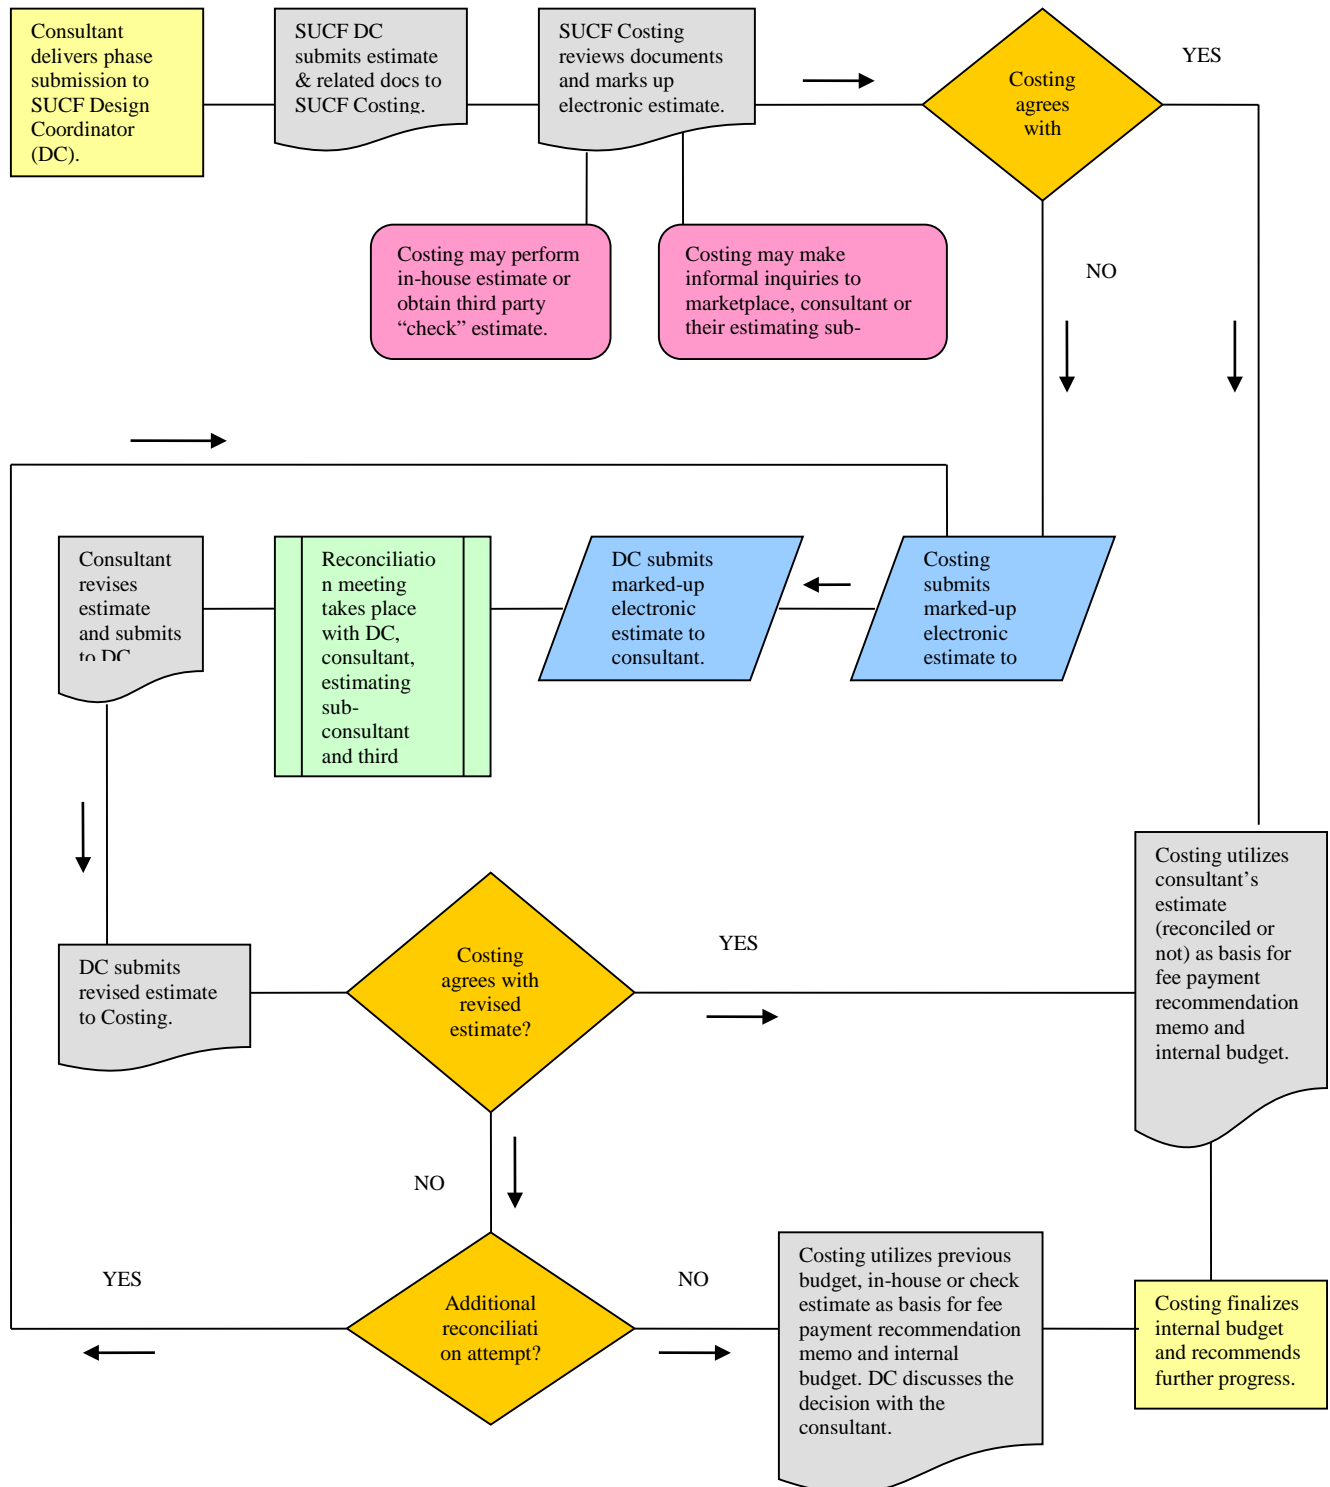 Consultant
delivers phase
submission to
SUCF Design
Coordinator
(DC).
SUCF DC
submits estimate
& related docs to
SUCF Costing.
SUCF Costing
reviews documents
and marks up
electronic estimate.
Costing
agrees
with
YES
NO
Costing may perform
in-house estimate or
obtain third party
“check” estimate.
Costing may make
informal inquiries to
marketplace, consultant or
their estimating sub-
Consultant
revises
estimate
and submits
to DC
Reconciliatio
n meeting
takes place
with DC,
consultant,
estimating
sub-
consultant
and third
DC submits
marked-up
electronic
estimate to
consultant.
Costing
submits
marked-up
electronic
estimate to
Costing utilizes
consultant’s
estimate
(reconciled or
not) as basis for
fee payment
recommendation
memo and
internal budget.
DC submits
revised estimate
to Costing.
Costing
agrees with
revised
estimate?
YES
NO
YES
Additional
reconciliati
on attempt?
NO
Costing utilizes previous
budget, in-house or check
estimate as basis for fee
payment recommendation
memo and internal
budget. DC discusses the
decision with the
consultant.
Costing finalizes
internal budget
and recommends
further progress.